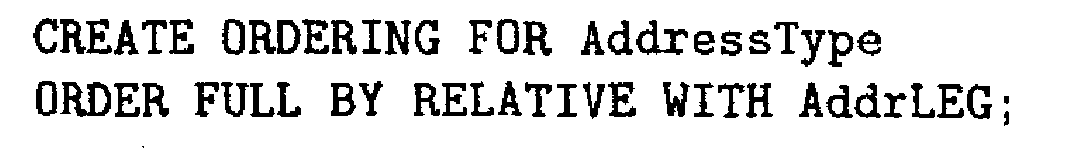 CREATE ORDERING FOR AddressType
ORDER FULL BY RELATIVE WITH AddrLEG;